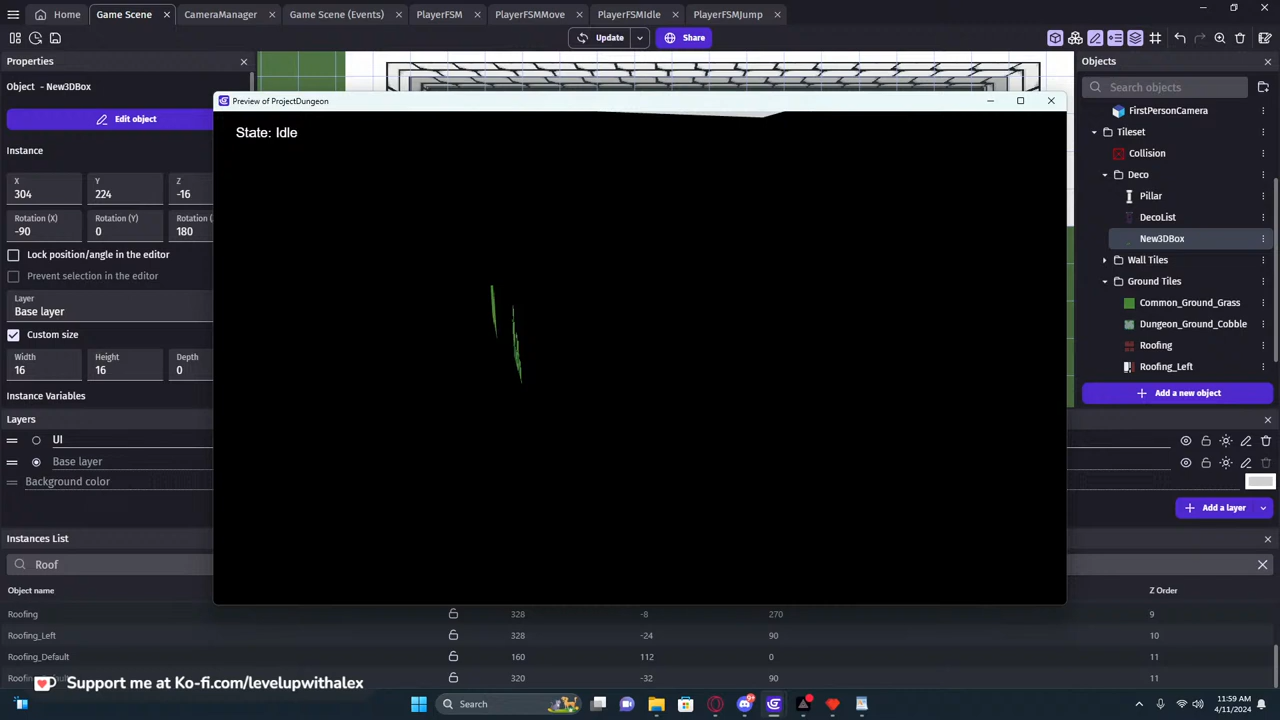 Home
Game Scene
CameraManager
Game Scene (Events)
PlayerFSM
PlayerFSMMove
PlayerFSMIdle
PlayerFSMJump
Update
Share
Properties
Object - New3DBox
Edit object
Instance
X
304
Y
224
Z
-16
Rotation (X)
-90
Rotation (Y)
0
Rotation (
180
Lock position/angle in the editor
Prevent selection in the editor
Layer
Base layer
Custom size
Width
16
Height
16
Depth
0
Instance Variables
Layers
UI
Base layer
Background color
Add a layer
Instances List
Roof
Object name
Z Order
Roofing
328
-8
270
9
Roofing_Left
328
-24
90
10
Roofing_Default
160
112
0
11
320
-32
90
11
Preview of ProjectDungeon
State: Idle
Objects
Search objects
FirstPersonCamera
Tileset
Collision
Deco
Pillar
DecoList
New3DBox
Wall Tiles
Ground Tiles
Common_Ground_Grass
Dungeon_Ground_Cobble
Roofing
Roofing_Left
Add a new object
Support me at Ko-fi.com/levelupwithalex
Search
11:59 AM
4/11/2024